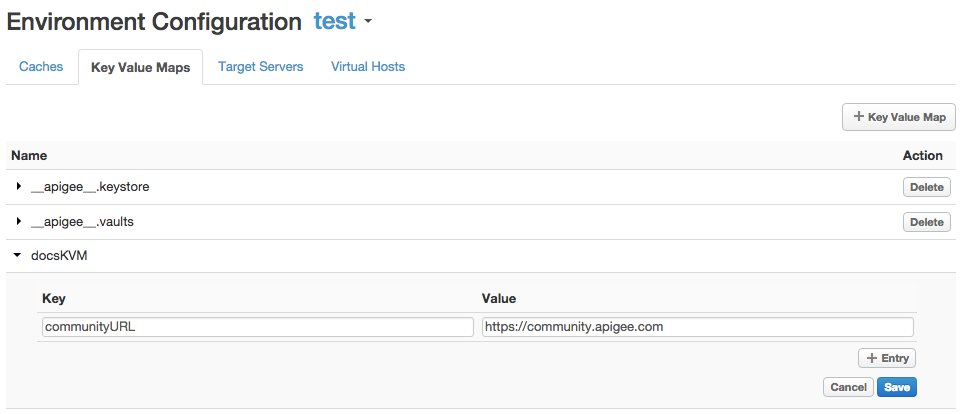 Environment Configuration test
Caches Key Value Maps Target Servers Virtual Hosts
+ Key Value Map
Name Action
__apigee__.keystore Delete
__apigee__.vaults Delete
docsKVM
Key Value
communityURL https://community.apigee.com
+ Entry
Cancel Save